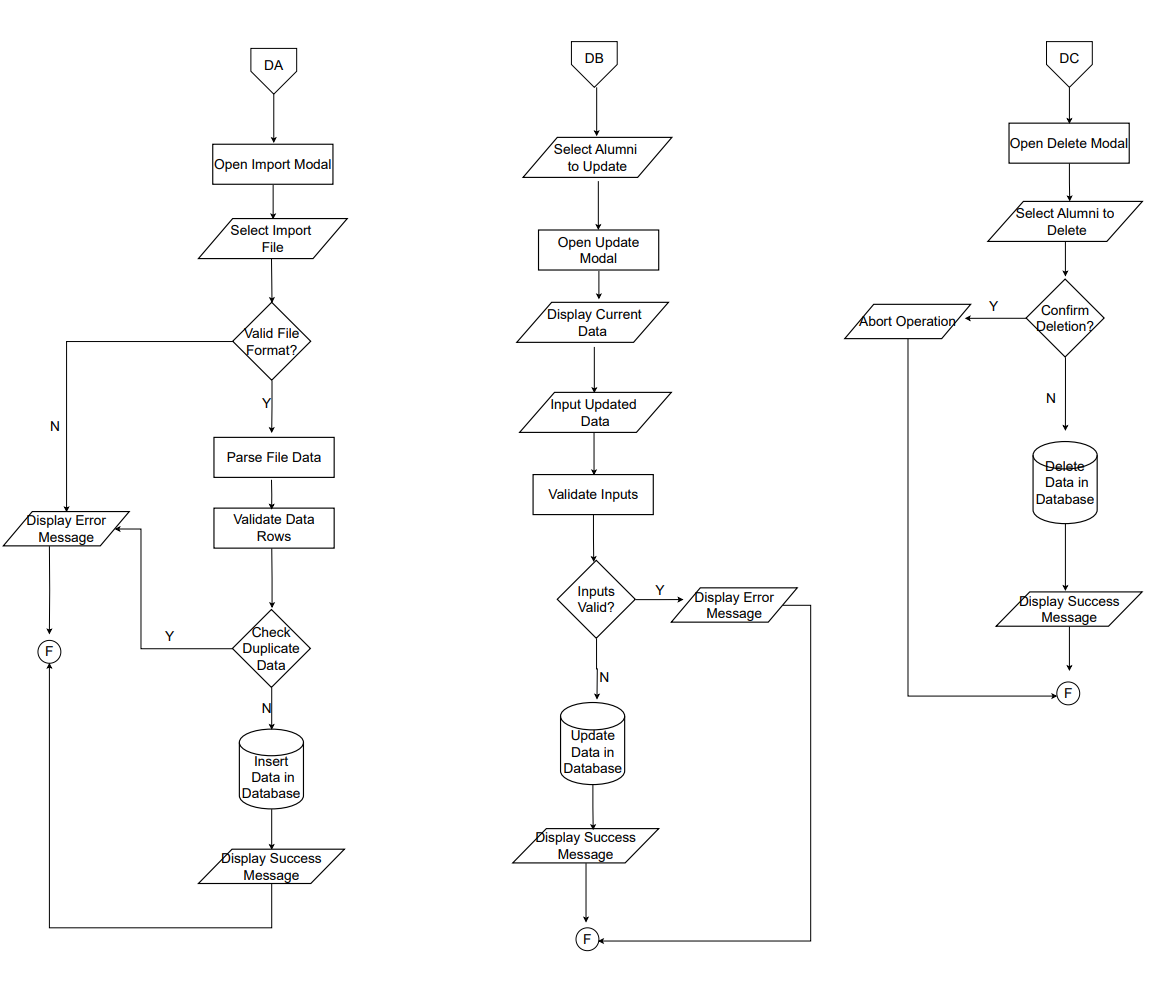 DA
Open Import Modal
Select Import
File
Valid File
Format?
N
Y
Parse File Data
Validate Data
Rows
Display Error
Message
Y
Check
Duplicate
Data
F
N
Insert
Data in
Database
Display Success
Message
DB
Select Alumni
to Update
Open Update
Modal
Display Current
Data
Input Updated
Data
Validate Inputs
Inputs
Valid?
Y
Display Error
Message
N
Update
Data in
Database
Display Success
Message
F
DC
Open Delete Modal
Select Alumni to
Delete
Confirm
Deletion?
Y
Abort Operation
N
Delete
Data in
Database
Display Success
Message
F